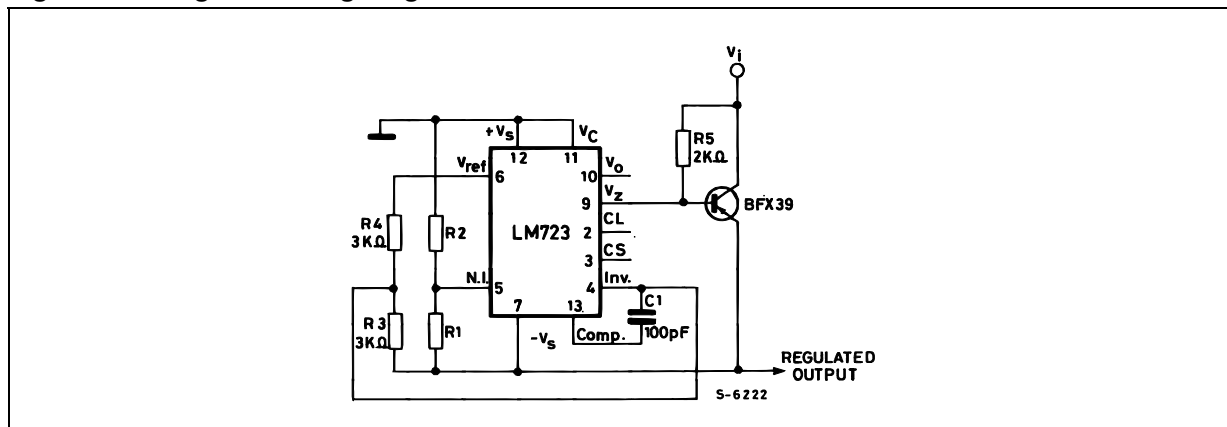 Vi
+Vs
VC
R5
2KΩ
12
11
Vref
6
10
Vo
9
Vz
BFX39
R4
3KΩ
R2
LM723
2
CL
3
CS
N.I.
5
4
Inv.
R3
3KΩ
R1
7
13
C1
100pF
-Vs
Comp.
REGULATED
OUTPUT
S-6222